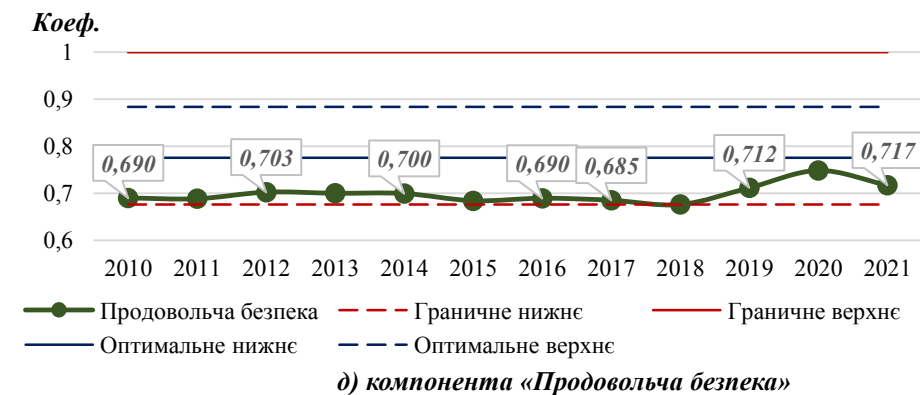 Коеф.
1
0,9
0,8
0,7
0,6
0,690
0,703
0,700
0,690
0,685
0,712
0,717
2010 2011 2012 2013 2014 2015 2016 2017 2018 2019 2020 2021
Продовольча безпека Граничне нижнє Граничне верхнє
Оптимальне нижнє Оптимальне верхнє
д) компонента «Продовольча безпека»